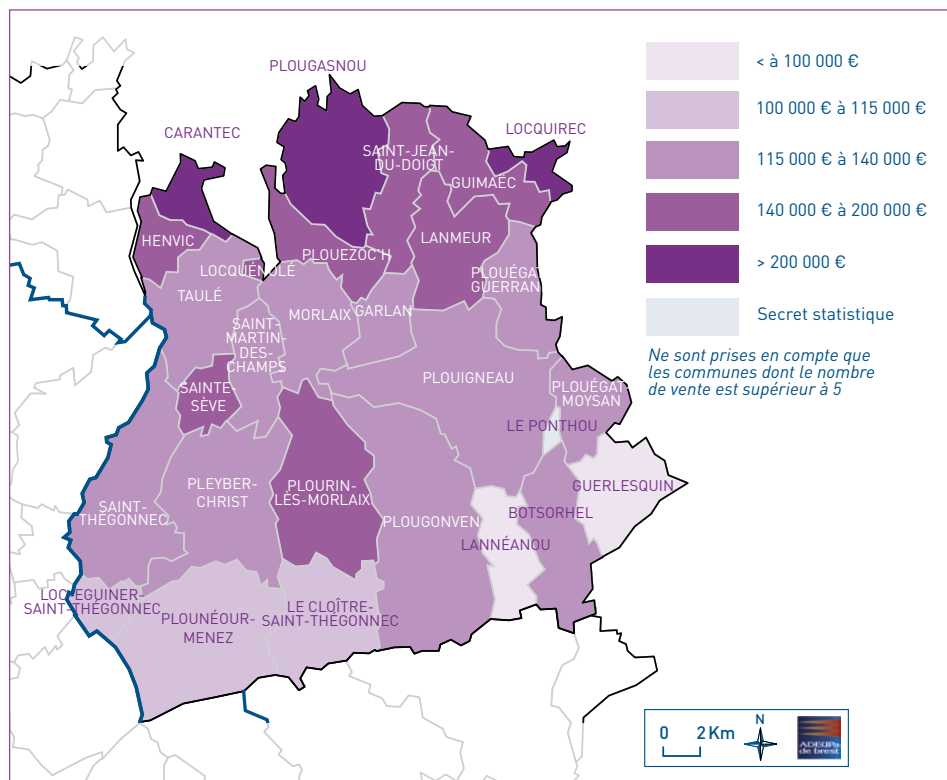 PLOUGASNOU
CARANTEC
LOCQUIREC
SAINT-JEAN-
DU-DOIGT
GUIMAËC
HENVIC
LANMEUR
PLOUEZOC'H
LOCQUÉNOLÉ
PLOUÉGAT-
GUERRAN
TAULÉ
MORLAIX
GARLAN
SAINT-
MARTIN-
DES-
CHAMPS
PLOUIGNEAU
SAINTE-
SÈVE
PLOUÉGAT-
MOYSAN
LE PONTHOU
PLEYBER-
CHRIST
PLOURIN-
LÈS-MORLAIX
GUERLESQUIN
SAINT-
THÉGONNEC
PLOUGONVEN
BOTSORHEL
LANNÉANOU
LOC-EGUINER-
SAINT-THÉGONNEC
PLOUNÉOUR-
MENEZ
LE CLOÎTRE-
SAINT-THÉGONNEC
< à 100 000 €
100 000 € à 115 000 €
115 000 € à 140 000 €
140 000 € à 200 000 €
> 200 000 €
Secret statistique
Ne sont prises en compte que
les communes dont le nombre
de vente est supérieur à 5
0 2 Km
N
ADEUPa
de brest